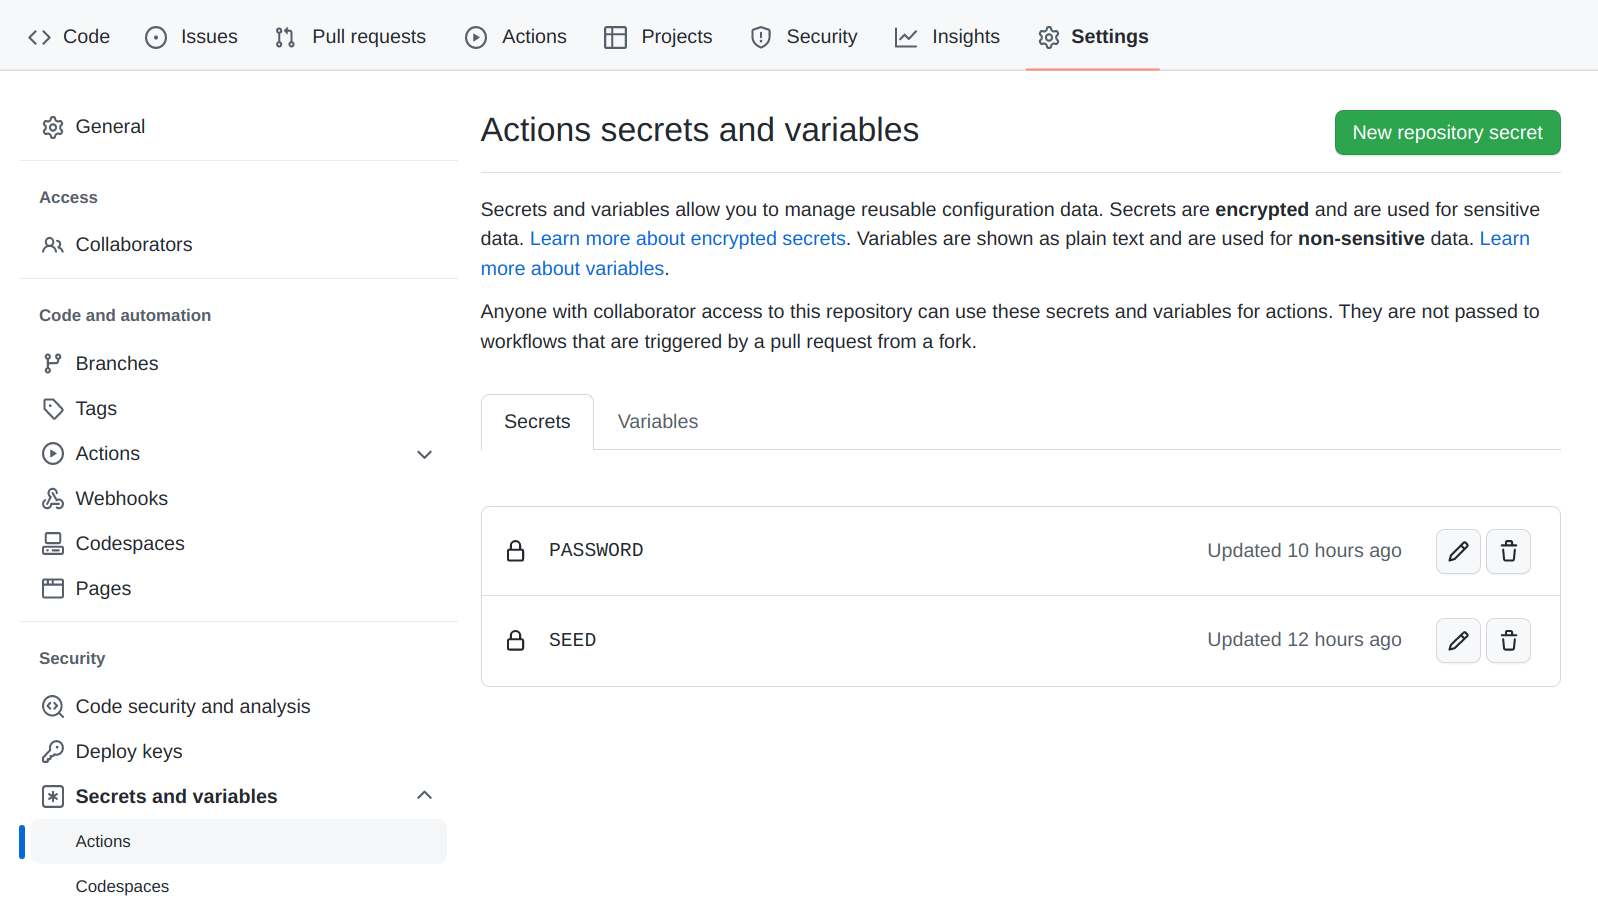 Code Issues Pull requests Actions Projects Security Insights Settings
General
Access
Collaborators
Code and automation
Branches
Tags
Actions
Webhooks
Codespaces
Pages
Security
Code security and analysis
Deploy keys
Secrets and variables
Actions
Codespaces
Actions secrets and variables
New repository secret
Secrets and variables allow you to manage reusable configuration data. Secrets are encrypted and are used for sensitive
data. Learn more about encrypted secrets. Variables are shown as plain text and are used for non-sensitive data. Learn
more about variables.
Anyone with collaborator access to this repository can use these secrets and variables for actions. They are not passed to
workflows that are triggered by a pull request from a fork.
Secrets Variables
PASSWORD Updated 10 hours ago
SEED Updated 12 hours ago